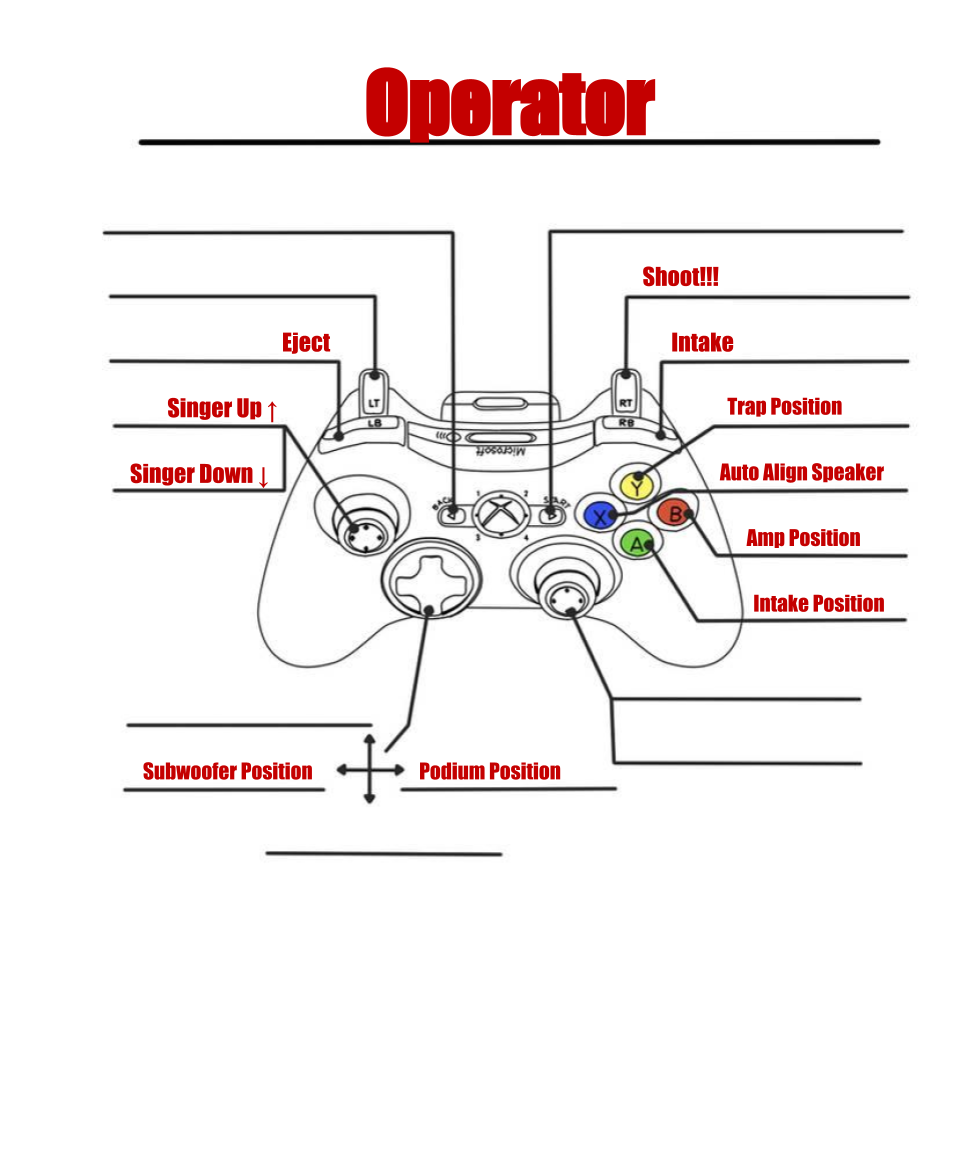 Operator
Shoot!!!
Eject
Intake
LT
RT
Singer Up ↑
Trap Position
LB
RB
Microsoft
Singer Down ↓
Auto Align Speaker
Y
BACK
1
2
START
X
B
3
4
A
Amp Position
Intake Position
Subwoofer Position
Podium Position